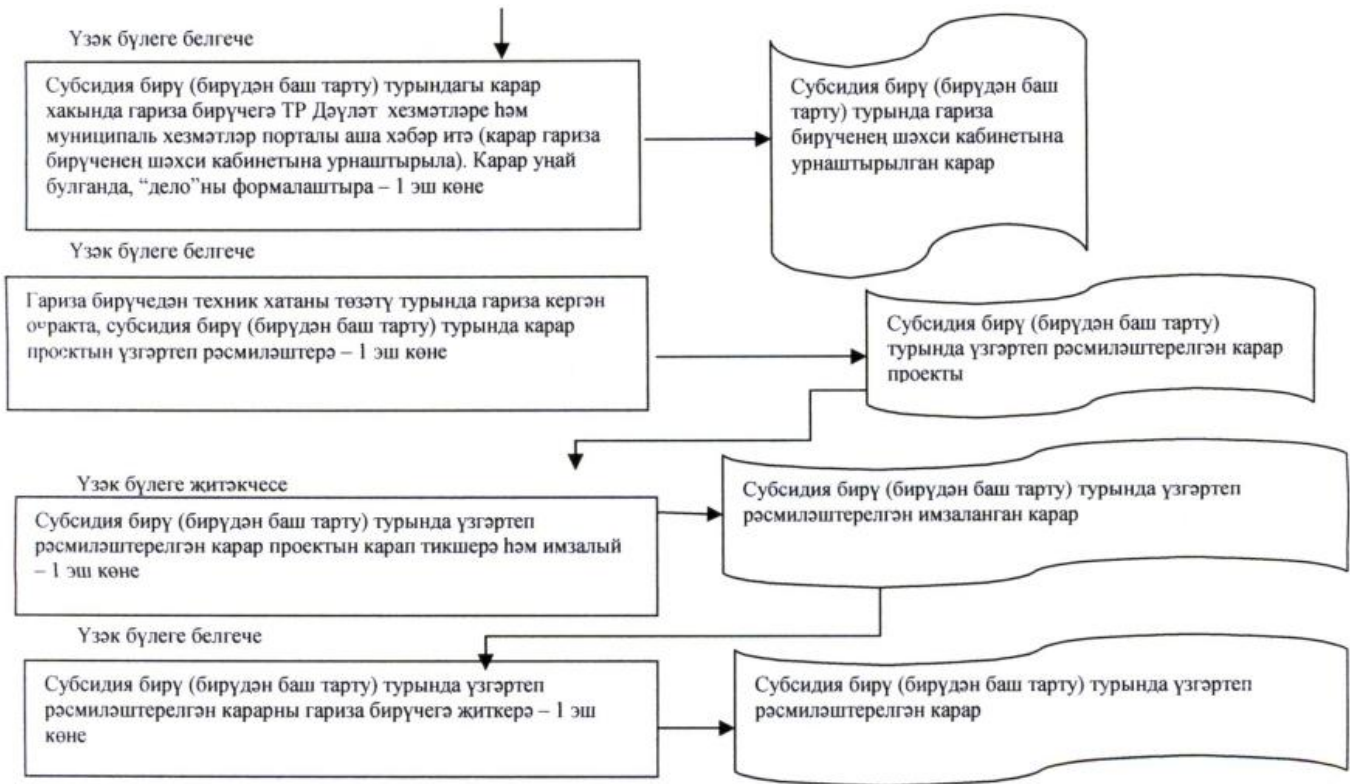 Үзәк бүлеге белгече
Субсидия бирү (бирүдән баш тарту) турындагы карар
хакында гариза бирүчегә ТР Дәүләт хезмәтләре һәм
муниципаль хезмәтләр порталы аша хәбәр итә (карар гариза
бирүченең шәхси кабинетына урнаштырыла). Карар уңай
булганда, “дело”ны формалаштыра – 1 эш көне
Субсидия бирү (бирүдән баш
тарту) турында гариза
бирүченең шәхси кабинетына
урнаштырылган карар
Үзәк бүлеге белгече
Гариза бирүчедән техник хатаны төзәтү турында гариза кергән
очракта, субсидия бирү (бирүдән баш тарту) турында карар
проектын үзгәртеп рәсмиләштерә – 1 эш көне
Субсидия бирү (бирүдән баш тарту)
турында үзгәртеп рәсмиләштерелгән карар
проекты
Үзәк бүлеге җитәкчесе
Субсидия бирү (бирүдән баш тарту) турында үзгәртеп
рәсмиләштерелгән карар проектын карап тикшерә һәм имзалый
– 1 эш көне
Субсидия бирү (бирүдән баш тарту) турында үзгәртеп
рәсмиләштерелгән имзаланган карар
Үзәк бүлеге белгече
Субсидия бирү (бирүдән баш тарту) турында үзгәртеп
рәсмиләштерелгән карарны гариза бирүчегә җиткерә – 1 эш
көне
Субсидия бирү (бирүдән баш тарту) турында үзгәртеп
рәсмиләштерелгән карар